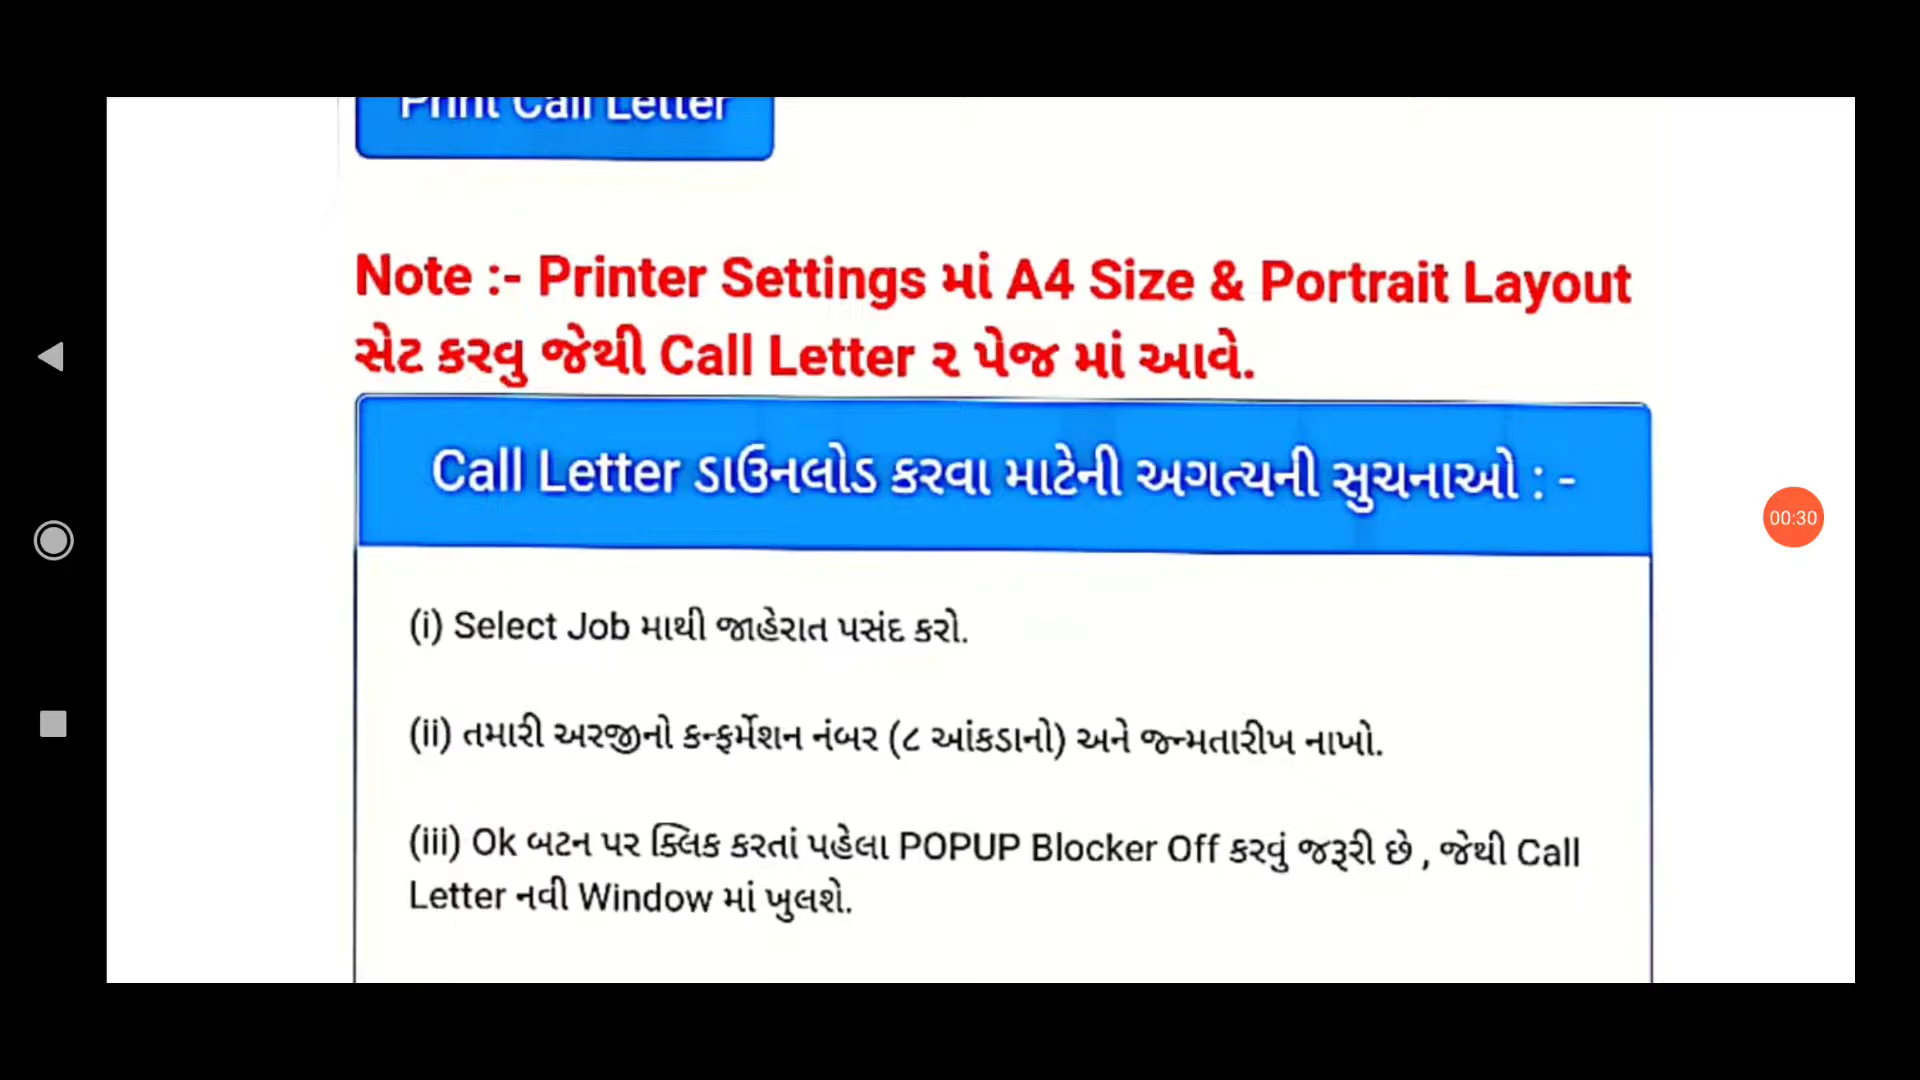 Print Call Letter
Note :- Printer Settings માં A4 Size & Portrait Layout
સેટ કરવુ જેથી Call Letter ૨ પેજ માં આવે.
Call Letter ડાઉનલોડ કરવા માટેની અગત્યની સુચનાઓ : -
(i) Select Job માથી જાહેરાત પસંદ કરો.
(ii) તમારી અરજીનો કન્ફર્મેશન નંબર (૮ આંકડાનો) અને જન્મતારીખ નાખો.
(iii) Ok બટન પર ક્લિક કરતાં પહેલા POPUP Blocker Off કરવું જરૂરી છે , જેથી Call
Letter નવી Window માં ખુલશે.
00:30